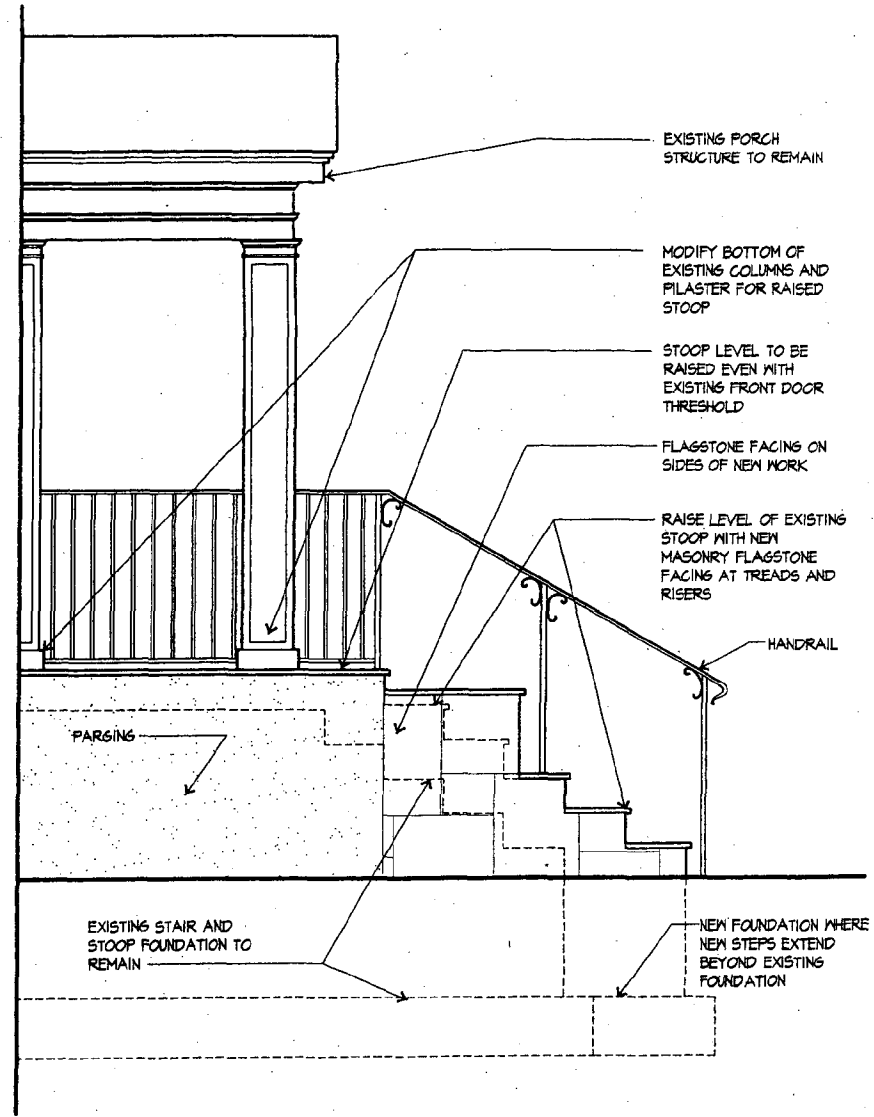 EXISTING PORCH
STRUCTURE TO REMAIN
MODIFY BOTTOM OF
EXISTING COLUMNS AND
PILASTER FOR RAISED
STOOP
STOOP LEVEL TO BE
RAISED EVEN WITH
EXISTING FRONT DOOR
THRESHOLD
FLAGSTONE FACING ON
SIDES OF NEW WORK
RAISE LEVEL OF EXISTING
STOOP WITH NEW
MASONRY FLAGSTONE
FACING AT TREADS AND
RISERS
HANDRAIL
PARGING
EXISTING STAIR AND
STOOP FOUNDATION TO
REMAIN
NEW FOUNDATION WHERE
NEW STEPS EXTEND
BEYOND EXISTING
FOUNDATION